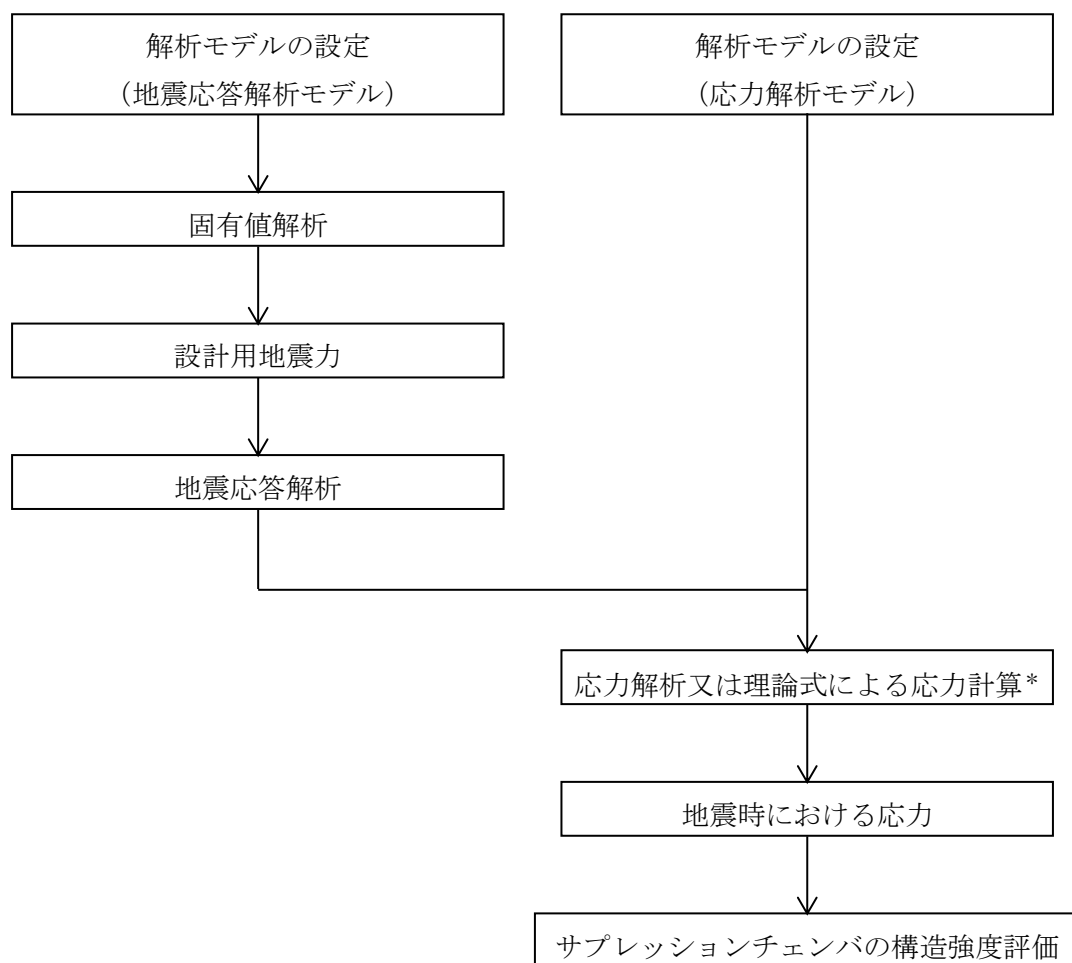 解析モデルの設定
（地震応答解析モデル）
解析モデルの設定
（応力解析モデル）
固有値解析
設計用地震力
地震応答解析
応力解析又は理論式による応力計算*
地震時における応力
サプレッションチェンバの構造強度評価